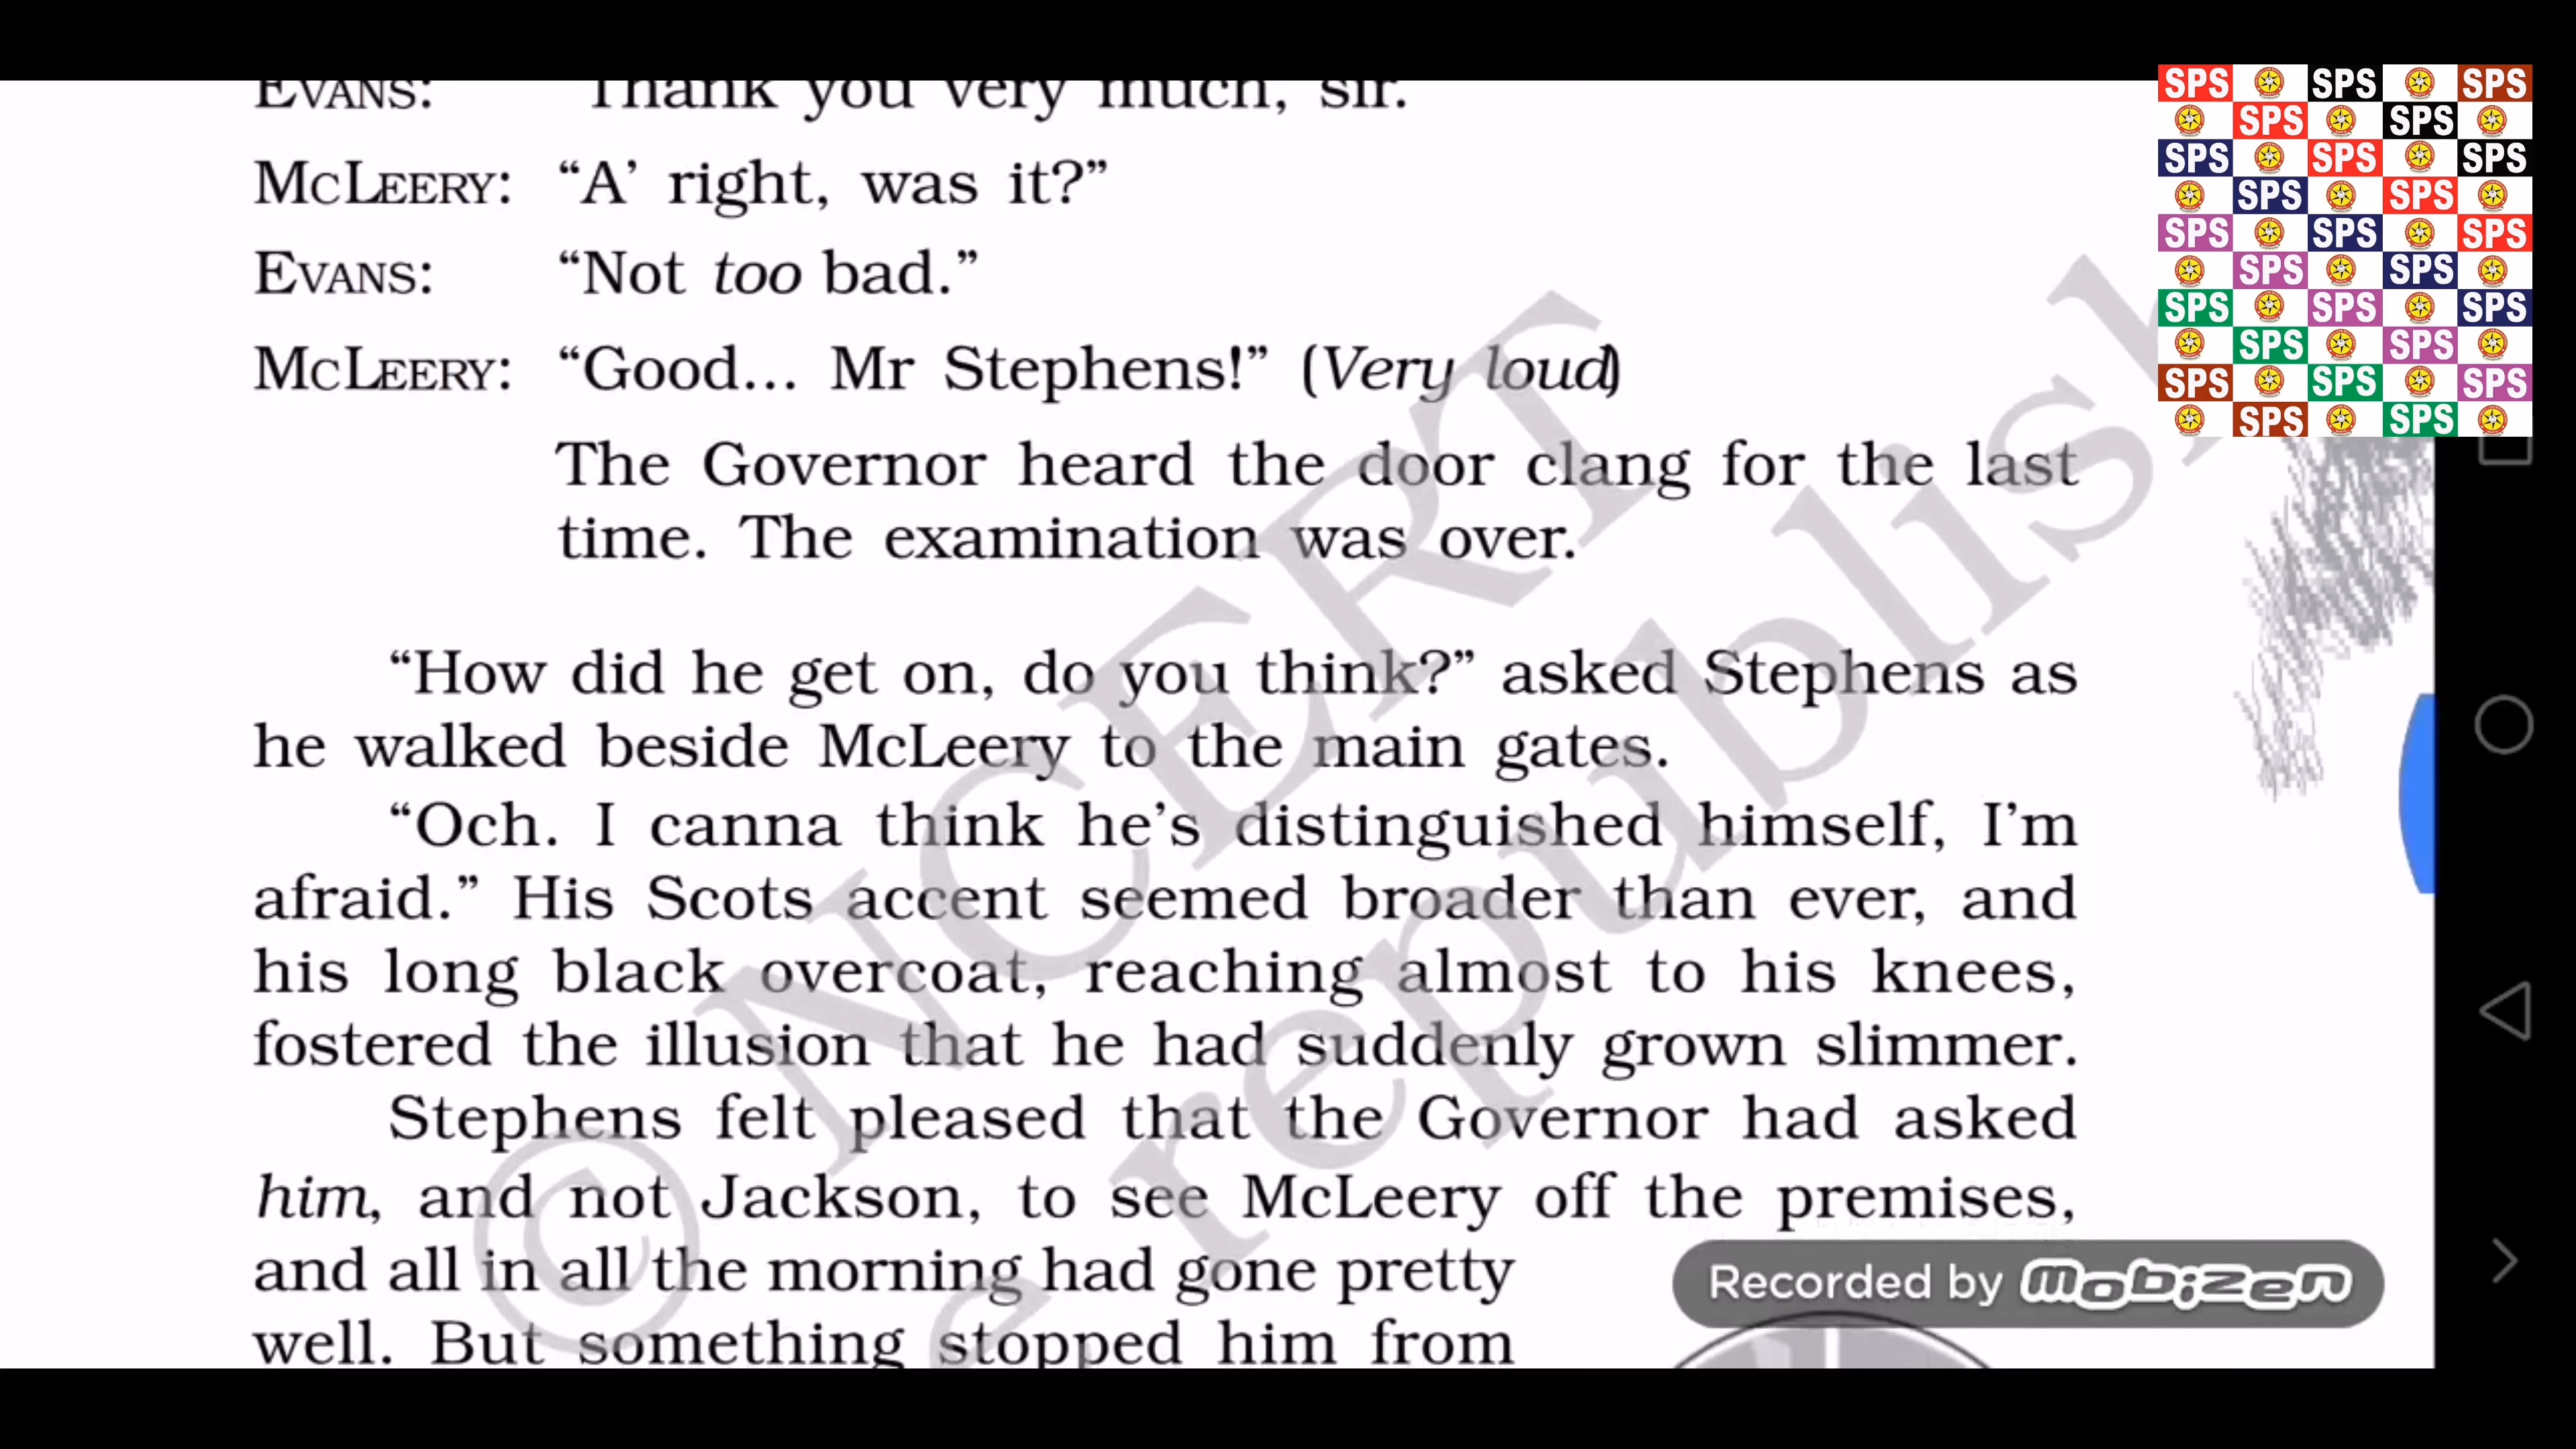 EVANS: "Thank you very much, sir.
McLEERY: “A’ right, was it?”
EVANS: “Not too bad.”
McLEERY: “Good... Mr Stephens!” (Very loud)
The Governor heard the door clang for the last
time. The examination was over.
“How did he get on, do you think?” asked Stephens as
he walked beside McLeery to the main gates.
“Och. I canna think he’s distinguished himself, I’m
afraid.” His Scots accent seemed broader than ever, and
his long black overcoat, reaching almost to his knees,
fostered the illusion that he had suddenly grown slimmer.
Stephens felt pleased that the Governor had asked
him, and not Jackson, to see McLeery off the premises,
and all in all the morning had gone pretty
well. But something stopped him from
© NCERT
republish
SPS SPS SPS
SPS SPS
SPS SPS SPS
SPS SPS
SPS SPS SPS
SPS SPS
SPS SPS SPS
SPS SPS
SPS SPS SPS
SPS SPS
Recorded by mobizen